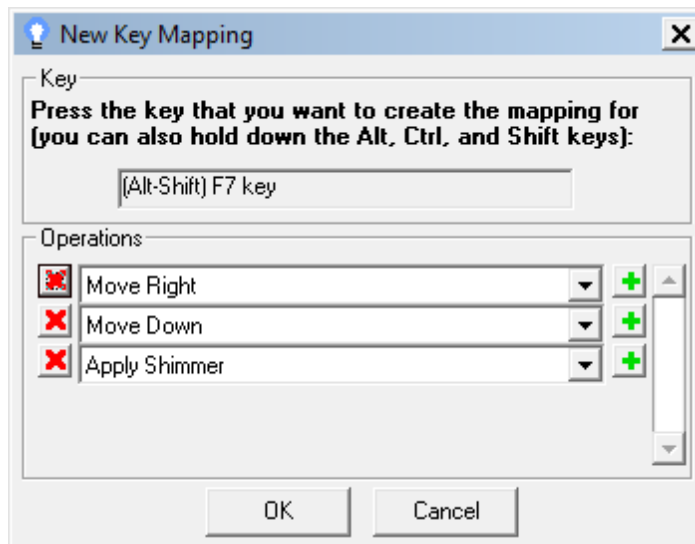 New Key Mapping
Key
Press the key that you want to create the mapping for
(you can also hold down the Alt, Ctrl, and Shift keys):
(Alt-Shift) F7 key
Operations
Move Right
Move Down
Apply Shimmer
OK Cancel